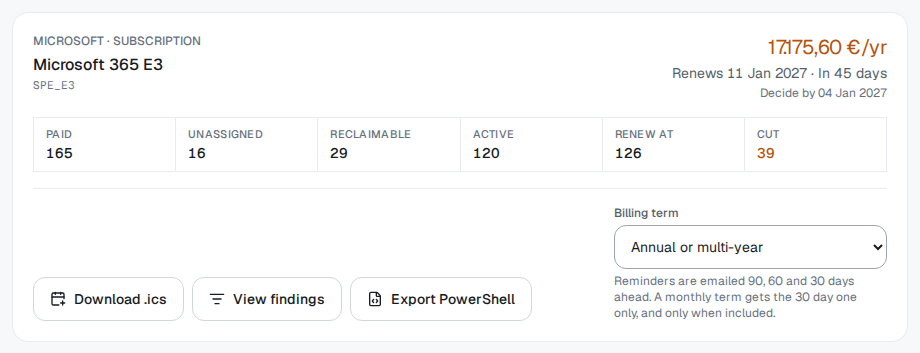 MICROSOFT · SUBSCRIPTION
Microsoft 365 E3
SPE_E3
17.175,60 €/yr
Renews 11 Jan 2027 · In 45 days
Decide by 04 Jan 2027
PAID
165
UNASSIGNED
16
RECLAIMABLE
29
ACTIVE
120
RENEW AT
126
CUT
39
Billing term
Annual or multi-year
Reminders are emailed 90, 60 and 30 days
ahead. A monthly term gets the 30 day one
only, and only when included.
Download .ics
View findings
Export PowerShell